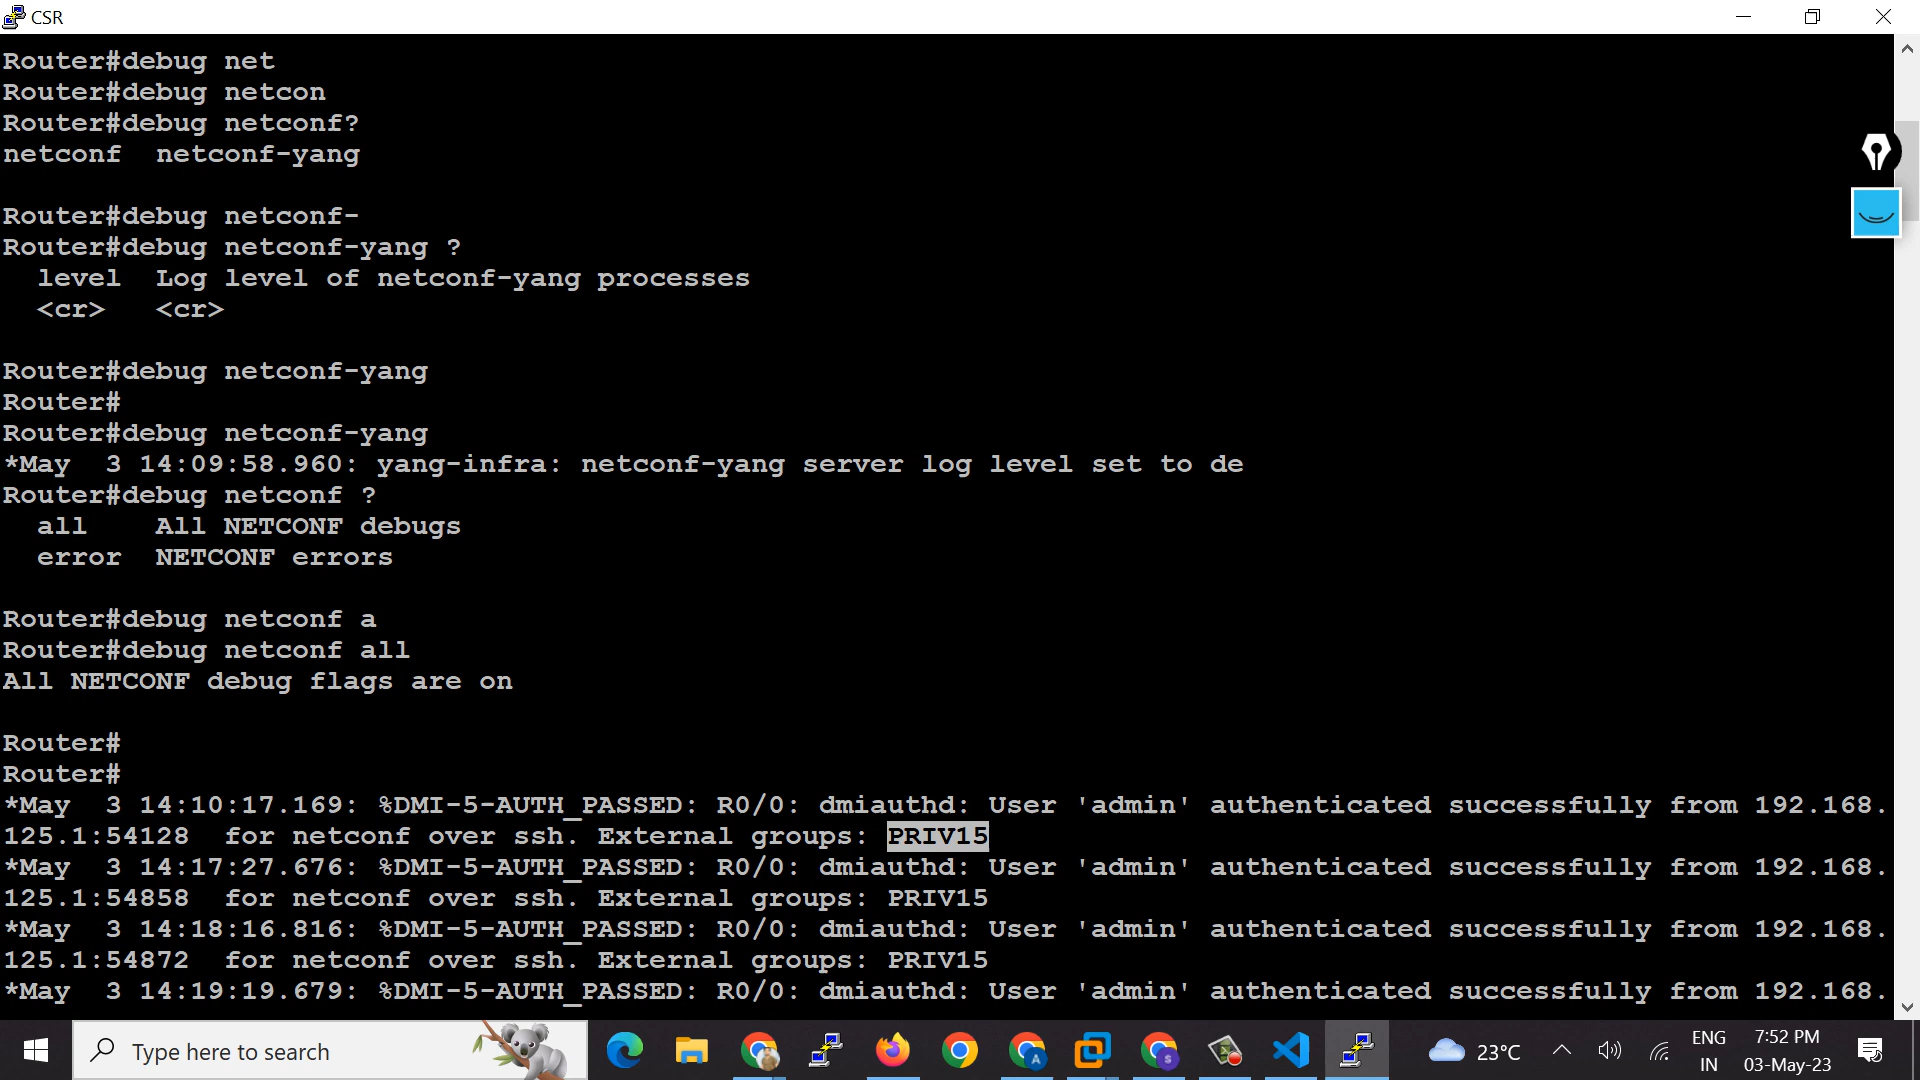 CSR
Router#debug net
Router#debug netcon
Router#debug netconf?
netconf  netconf-yang
Router#debug netconf-
Router#debug netconf-yang ?
  level  Log level of netconf-yang processes
  <cr>   <cr>
Router#debug netconf-yang
Router#
Router#debug netconf-yang
*May  3 14:09:58.960: yang-infra: netconf-yang server log level set to de
Router#debug netconf ?
  all    All NETCONF debugs
  error  NETCONF errors
Router#debug netconf a
Router#debug netconf all
All NETCONF debug flags are on
Router#
Router#
*May  3 14:10:17.169: %DMI-5-AUTH_PASSED: R0/0: dmiauthd: User 'admin' authenticated successfully from 192.168.
125.1:54128  for netconf over ssh. External groups: PRIV15
*May  3 14:17:27.676: %DMI-5-AUTH_PASSED: R0/0: dmiauthd: User 'admin' authenticated successfully from 192.168.
125.1:54858  for netconf over ssh. External groups: PRIV15
*May  3 14:18:16.816: %DMI-5-AUTH_PASSED: R0/0: dmiauthd: User 'admin' authenticated successfully from 192.168.
125.1:54872  for netconf over ssh. External groups: PRIV15
*May  3 14:19:19.679: %DMI-5-AUTH_PASSED: R0/0: dmiauthd: User 'admin' authenticated successfully from 192.168.
Type here to search
A
S
23°C
ENG
IN
7:52 PM
03-May-23